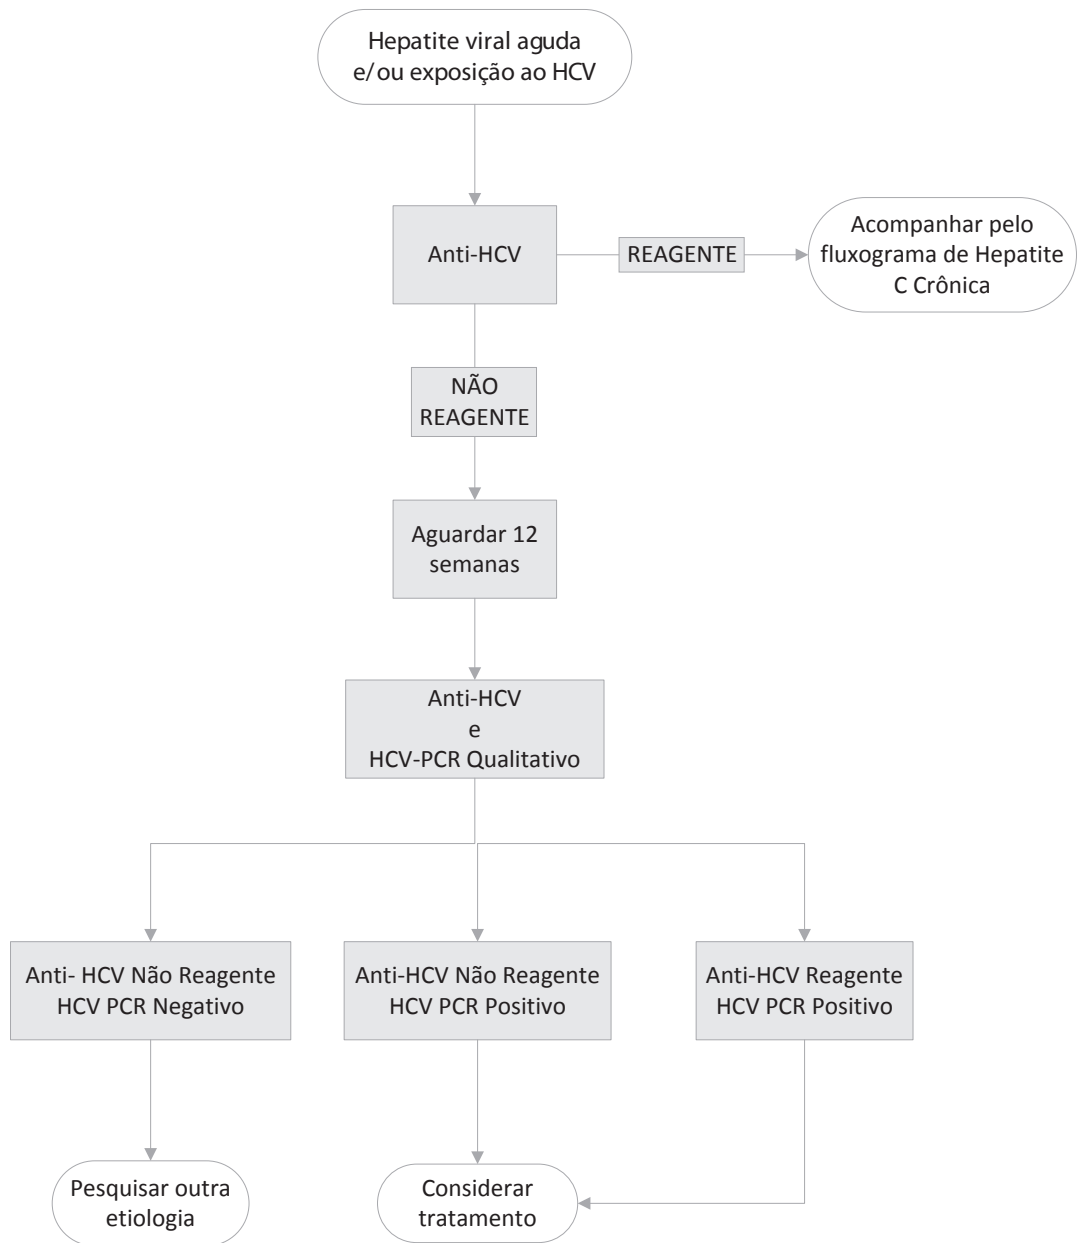 Hepatite viral aguda
e/ou exposição ao HCV
Anti-HCV
REAGENTE
Acompanhar pelo
fluxograma de Hepatite
C Crônica
NÃO
REAGENTE
Aguardar 12
semanas
Anti-HCV
e
HCV-PCR Qualitativo
Anti- HCV Não Reagente
HCV PCR Negativo
Anti-HCV Não Reagente
HCV PCR Positivo
Anti-HCV Reagente
HCV PCR Positivo
Pesquisar outra
etiologia
Considerar
tratamento